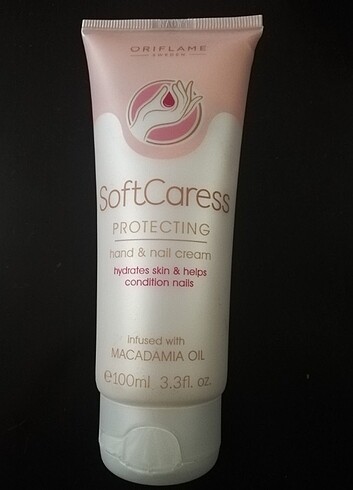 ORIFLAME
SWEDEN
SoftCaress
PROTECTING
hand & nail cream
hydrates skin & helps
condition nails
infused with
MACADAMIA OIL
℮100ml 3.3fl. oz.